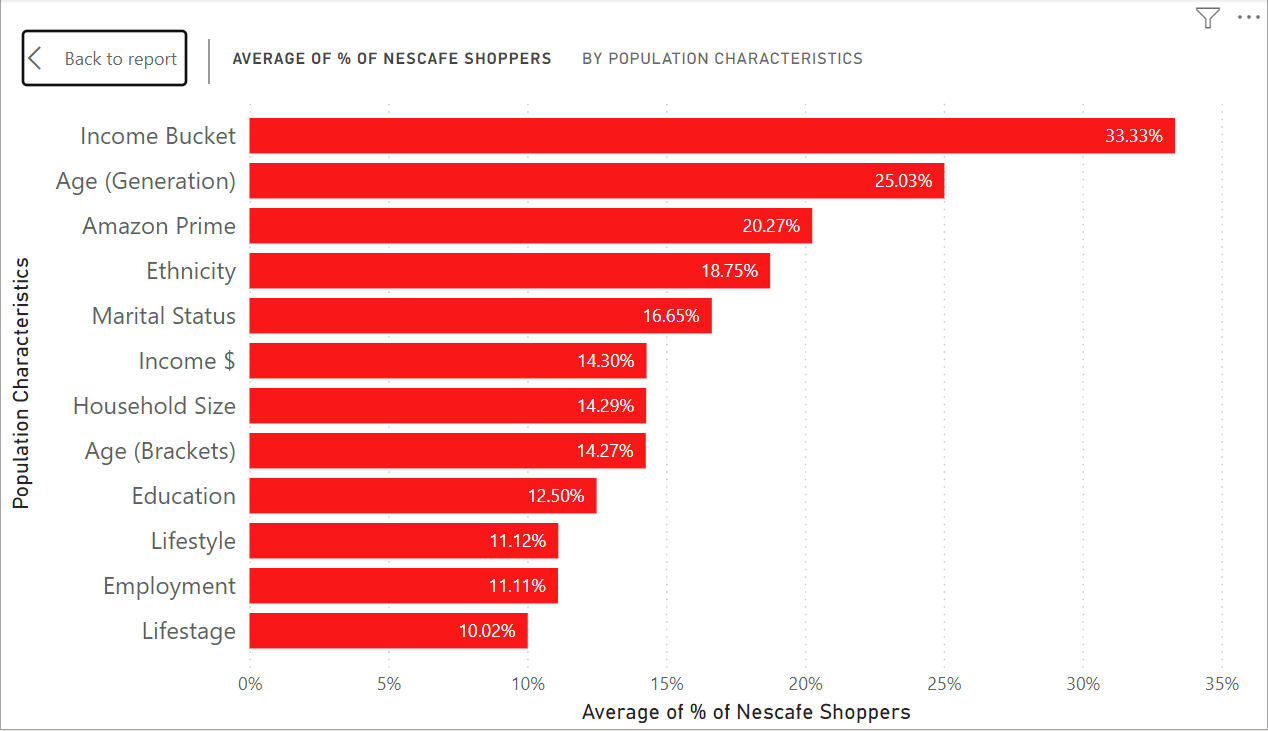 Back to report
AVERAGE OF % OF NESCAFE SHOPPERS BY POPULATION CHARACTERISTICS
Population Characteristics
Income Bucket 33.33%
Age (Generation) 25.03%
Amazon Prime 20.27%
Ethnicity 18.75%
Marital Status 16.65%
Income $ 14.30%
Household Size 14.29%
Age (Brackets) 14.27%
Education 12.50%
Lifestyle 11.12%
Employment 11.11%
Lifestage 10.02%
0% 5% 10% 15% 20% 25% 30% 35%
Average of % of Nescafe Shoppers